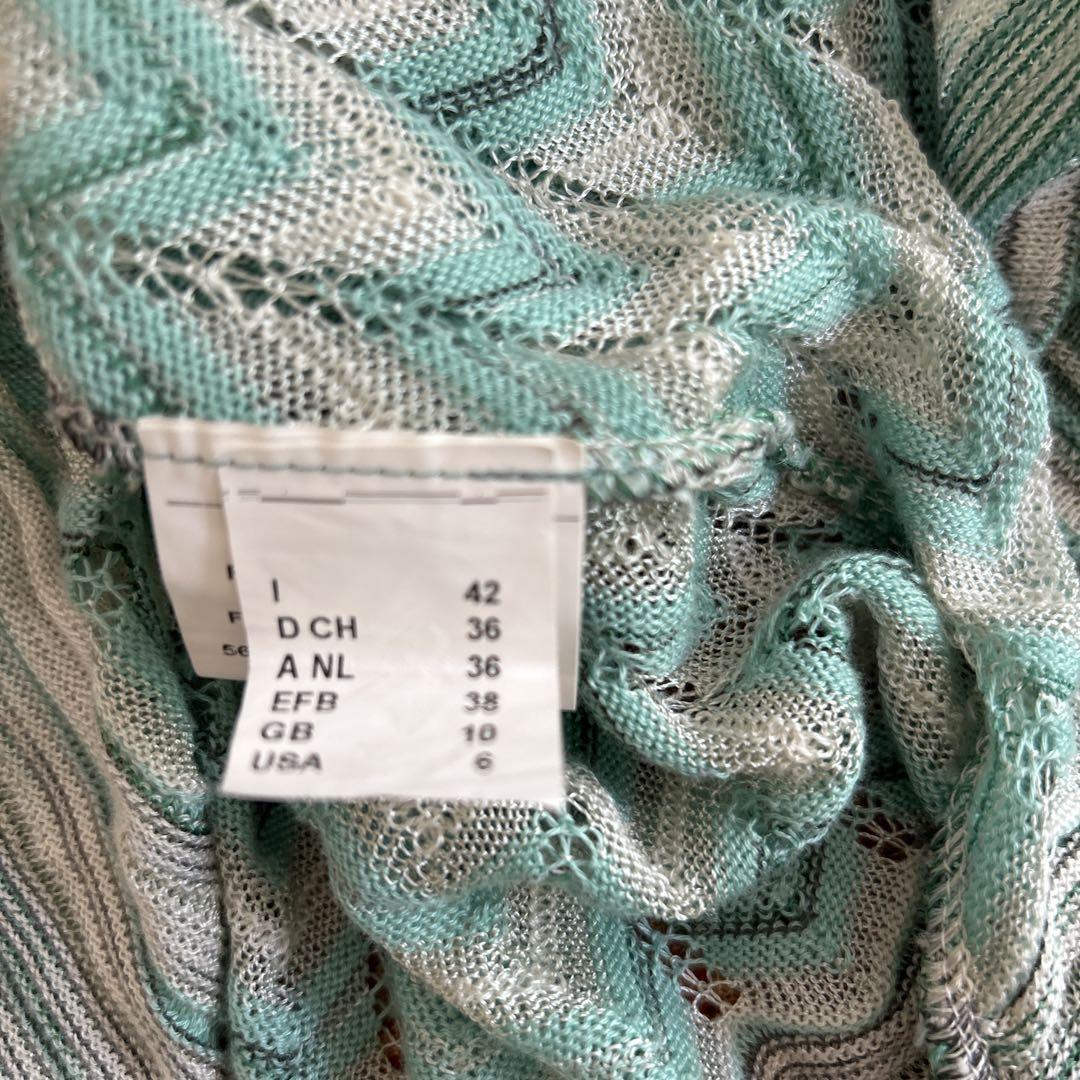 I 42
D CH 36
A NL 36
EFB 38
GB 10
USA 6